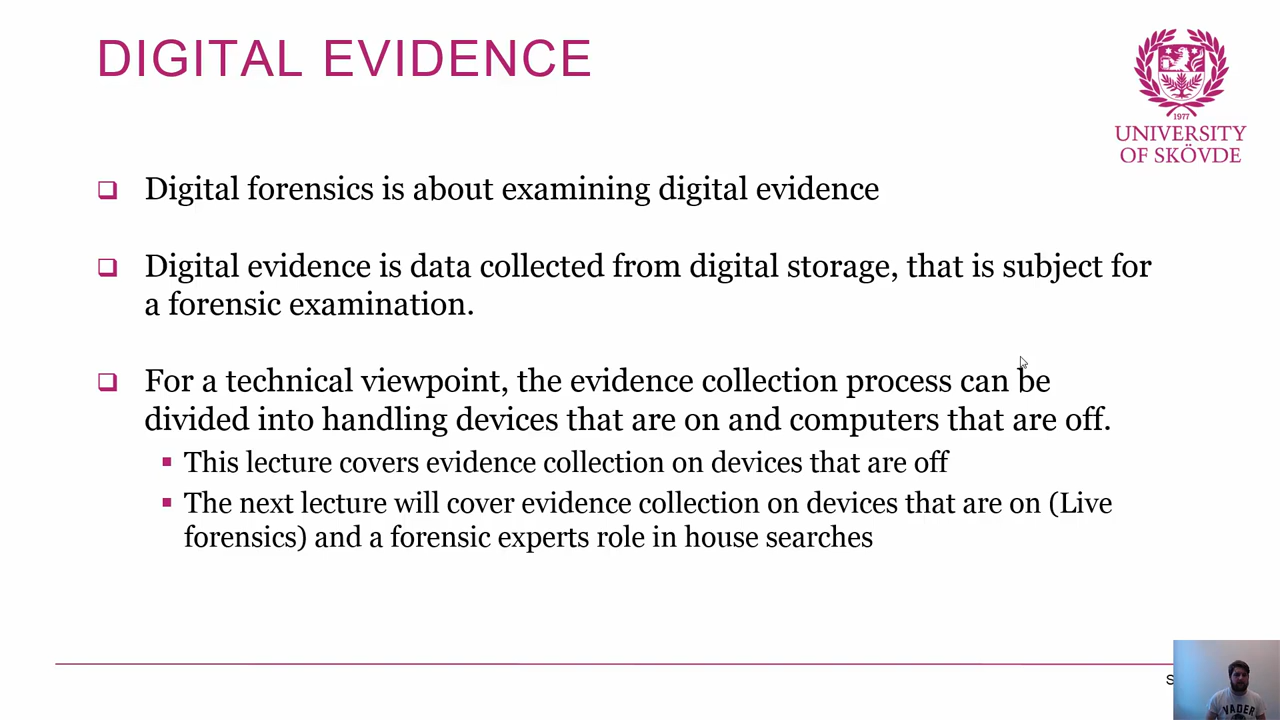 DIGITAL EVIDENCE
1977
UNIVERSITY
OF SKÖVDE
Digital forensics is about examining digital evidence
Digital evidence is data collected from digital storage, that is subject for
a forensic examination.
For a technical viewpoint, the evidence collection process can be
divided into handling devices that are on and computers that are off.
This lecture covers evidence collection on devices that are off
The next lecture will cover evidence collection on devices that are on (Live
forensics) and a forensic experts role in house searches
VADER